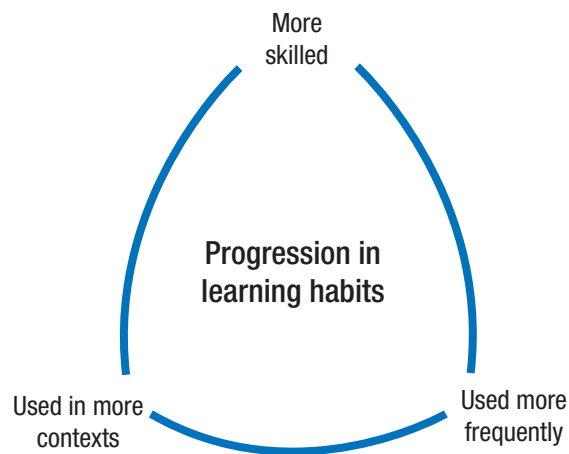 More
skilled
Progression in
learning habits
Used in more
contexts
Used more
frequently